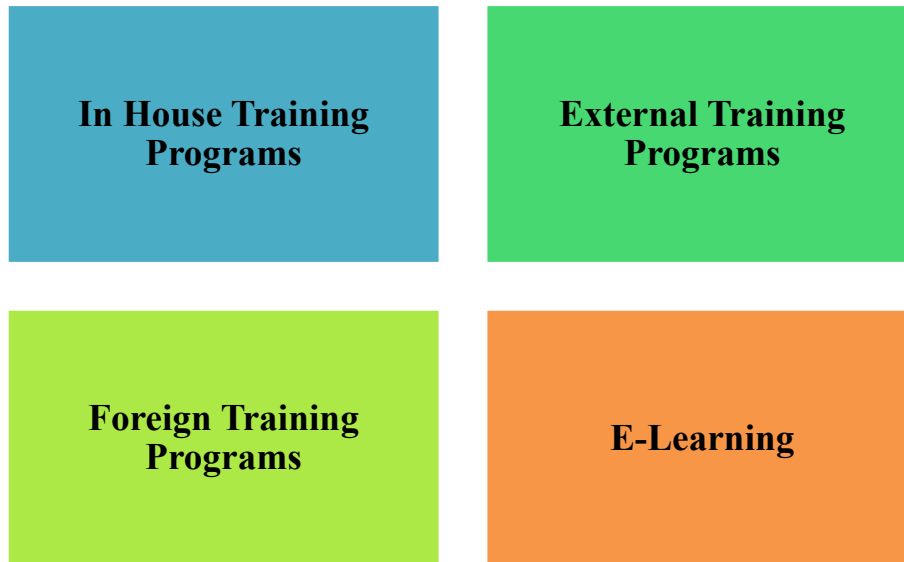 In House Training
Programs
External Training
Programs
Foreign Training
Programs
E-Learning